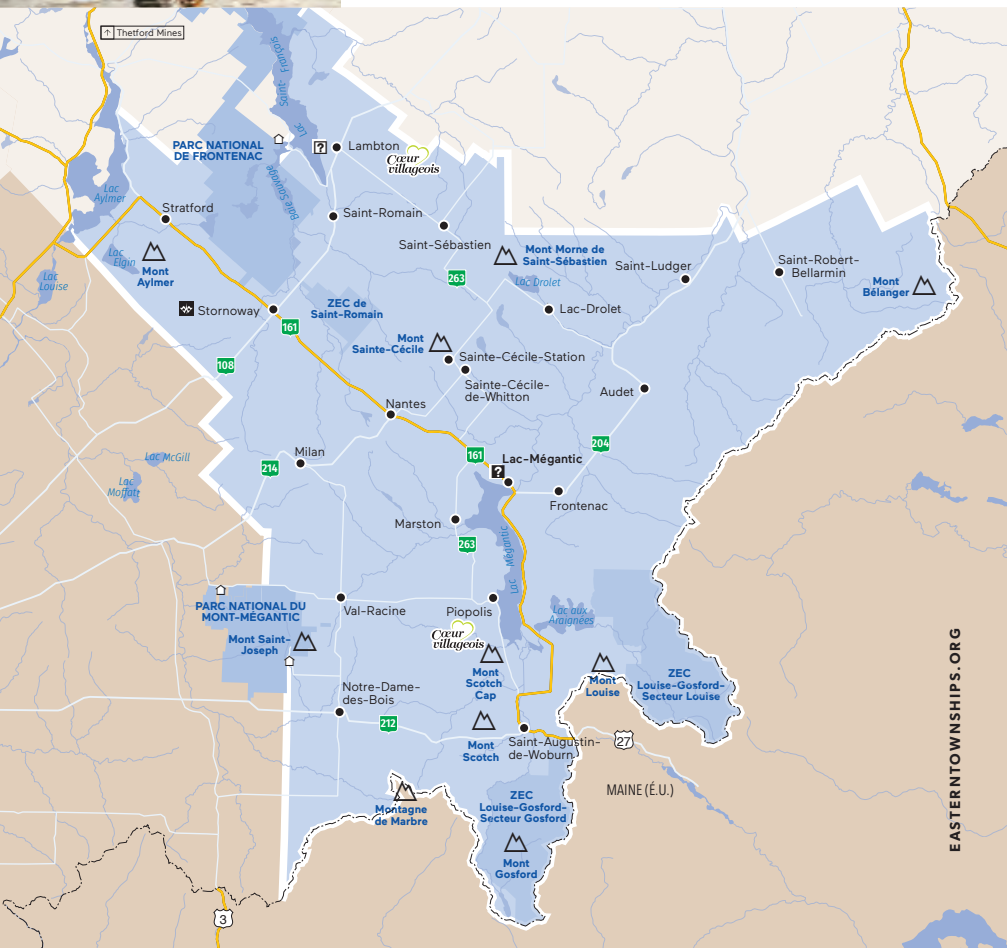 ↑ Thetford Mines
Lac
Saint-François
PARC NATIONAL
DE FRONTENAC
?
Lambton
Cœur
villageois
Baie Sauvage
Lac
Aylmer
Stratford
Saint-Romain
Saint-Sébastien
Mont Morne de
Saint-Sébastien
Lac
Elgin
Mont
Aylmer
Lac
Louise
263
Lac Drolet
Saint-Ludger
Saint-Robert-
Bellarmin
Mont
Bélanger
Stornoway
161
ZEC de
Saint-Romain
Lac-Drolet
Mont
Sainte-Cécile
Sainte-Cécile-Station
Sainte-Cécile-
de-Whitton
108
Audet
Nantes
204
161
Lac-Mégantic
?
Milan
214
Lac McGill
Lac
Moffatt
Frontenac
Marston
263
Lac Mégantic
PARC NATIONAL DU
MONT-MÉGANTIC
Val-Racine
Piopolis
Lac aux
Araignées
Cœur
villageois
Mont Saint-
Joseph
Mont
Scotch
Cap
Mont
Louise
ZEC
Louise-Gosford-
Secteur Louise
Notre-Dame-
des-Bois
212
Mont
Scotch
Saint-Augustin-
de-Woburn
27
MAINE (É.U.)
Montagne
de Marbre
ZEC
Louise-Gosford-
Secteur Gosford
Mont
Gosford
3
EASTERNTOWNSHIPS.ORG